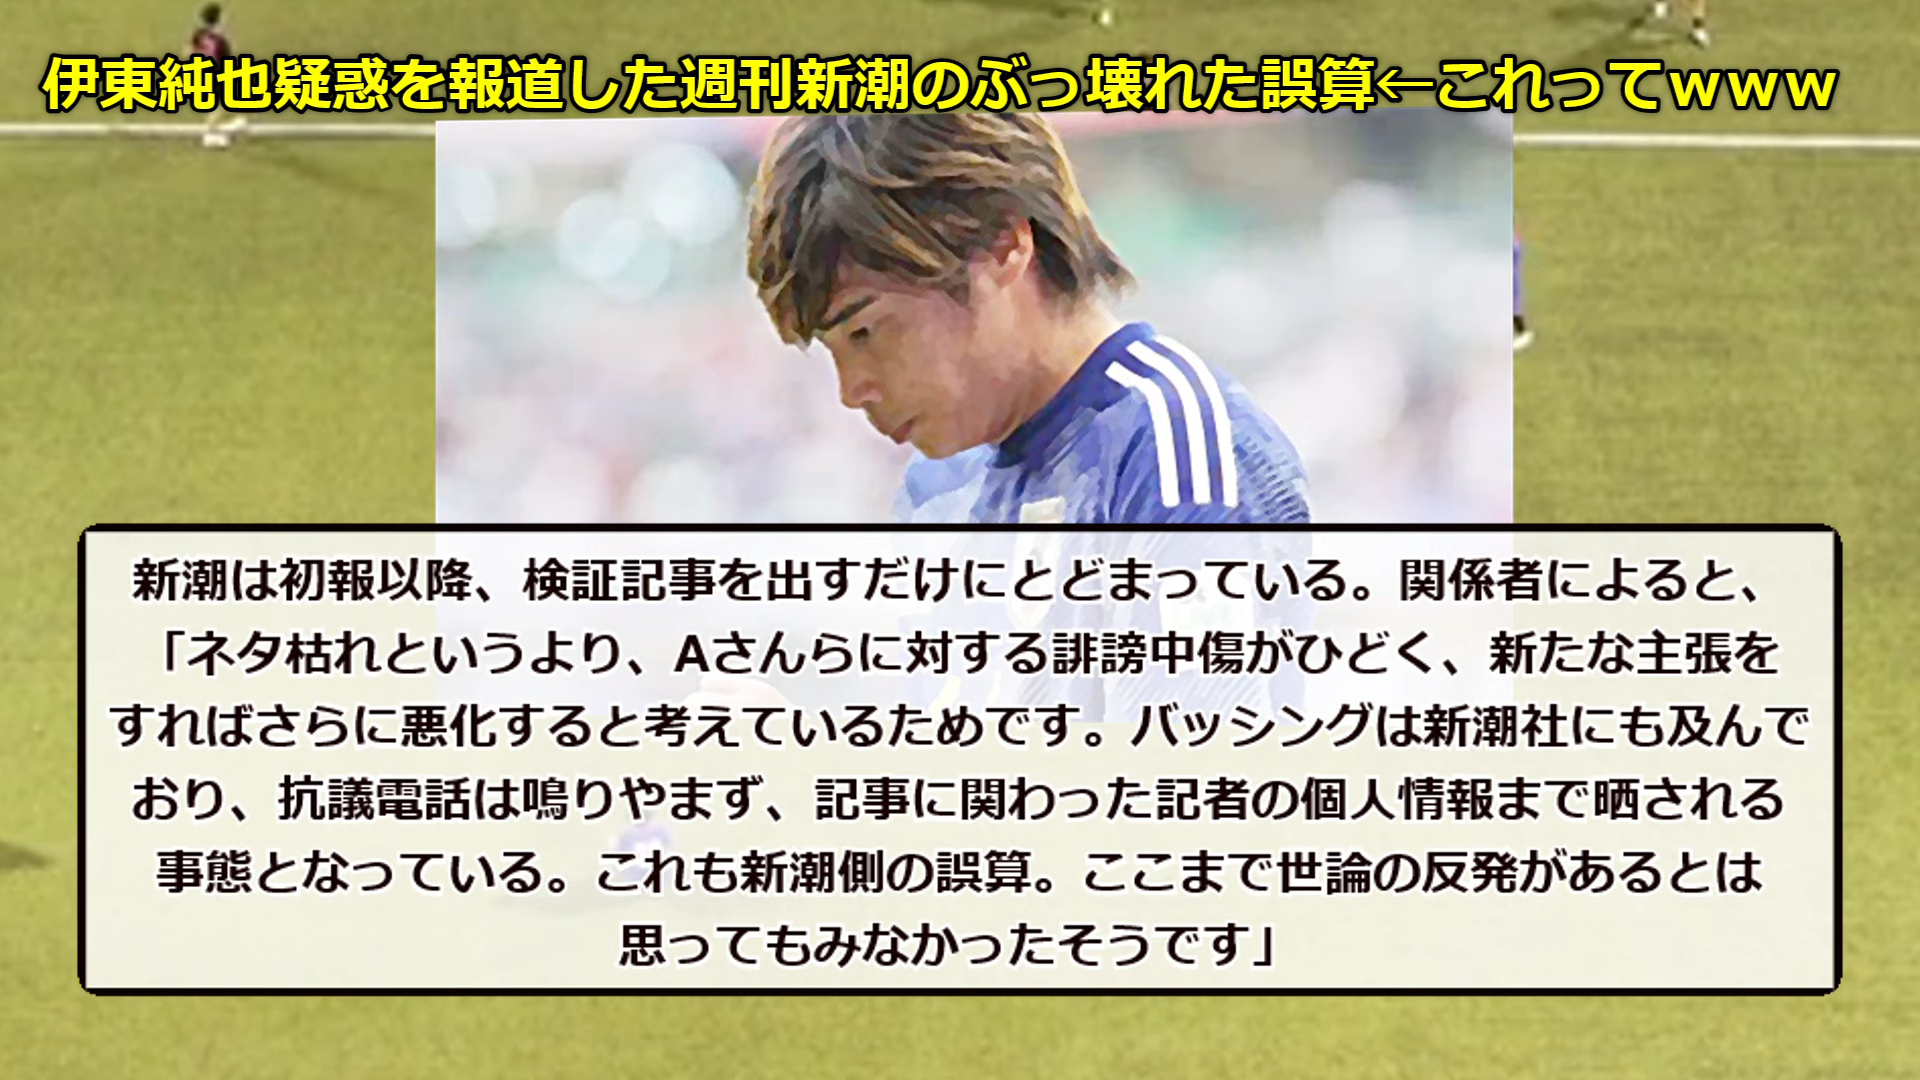 伊東純也疑惑を報道した週刊新潮のぶっ壊れた誤算←これってｗｗｗ
新潮は初報以降、検証記事を出すだけにとどまっている。関係者によると、
「ネタ枯れというより、Aさんらに対する誹謗中傷がひどく、新たな主張を
すればさらに悪化すると考えているためです。バッシングは新潮社にも及んで
おり、抗議電話は鳴りやまず、記事に関わった記者の個人情報まで晒される
事態となっている。これも新潮側の誤算。ここまで世論の反発があるとは
思ってもみなかったそうです」